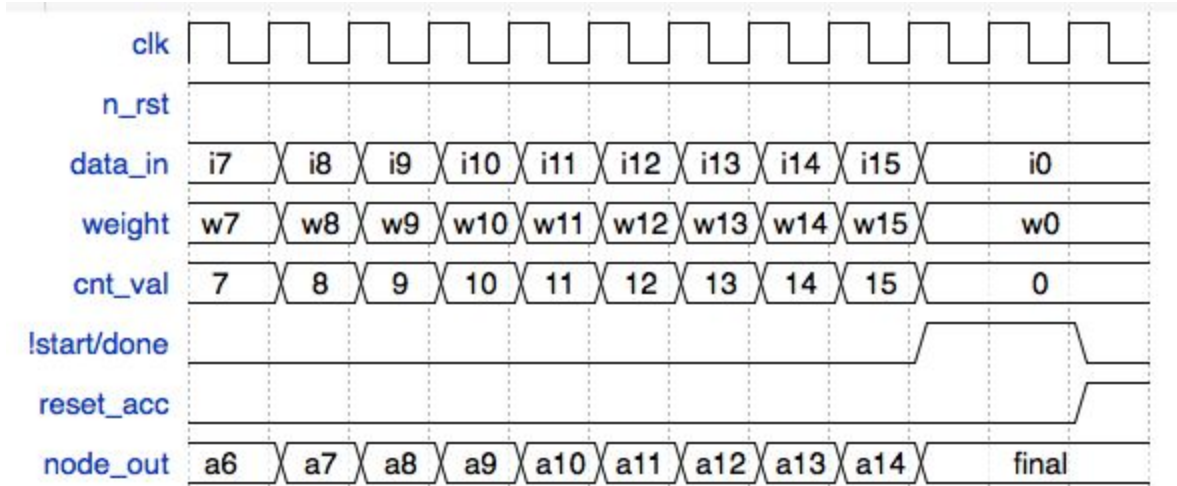 clk
n_rst
data_in i7 i8 i9 i10 i11 i12 i13 i14 i15 i0
weight w7 w8 w9 w10 w11 w12 w13 w14 w15 w0
cnt_val 7 8 9 10 11 12 13 14 15 0
!start/done
reset_acc
node_out a6 a7 a8 a9 a10 a11 a12 a13 a14 final